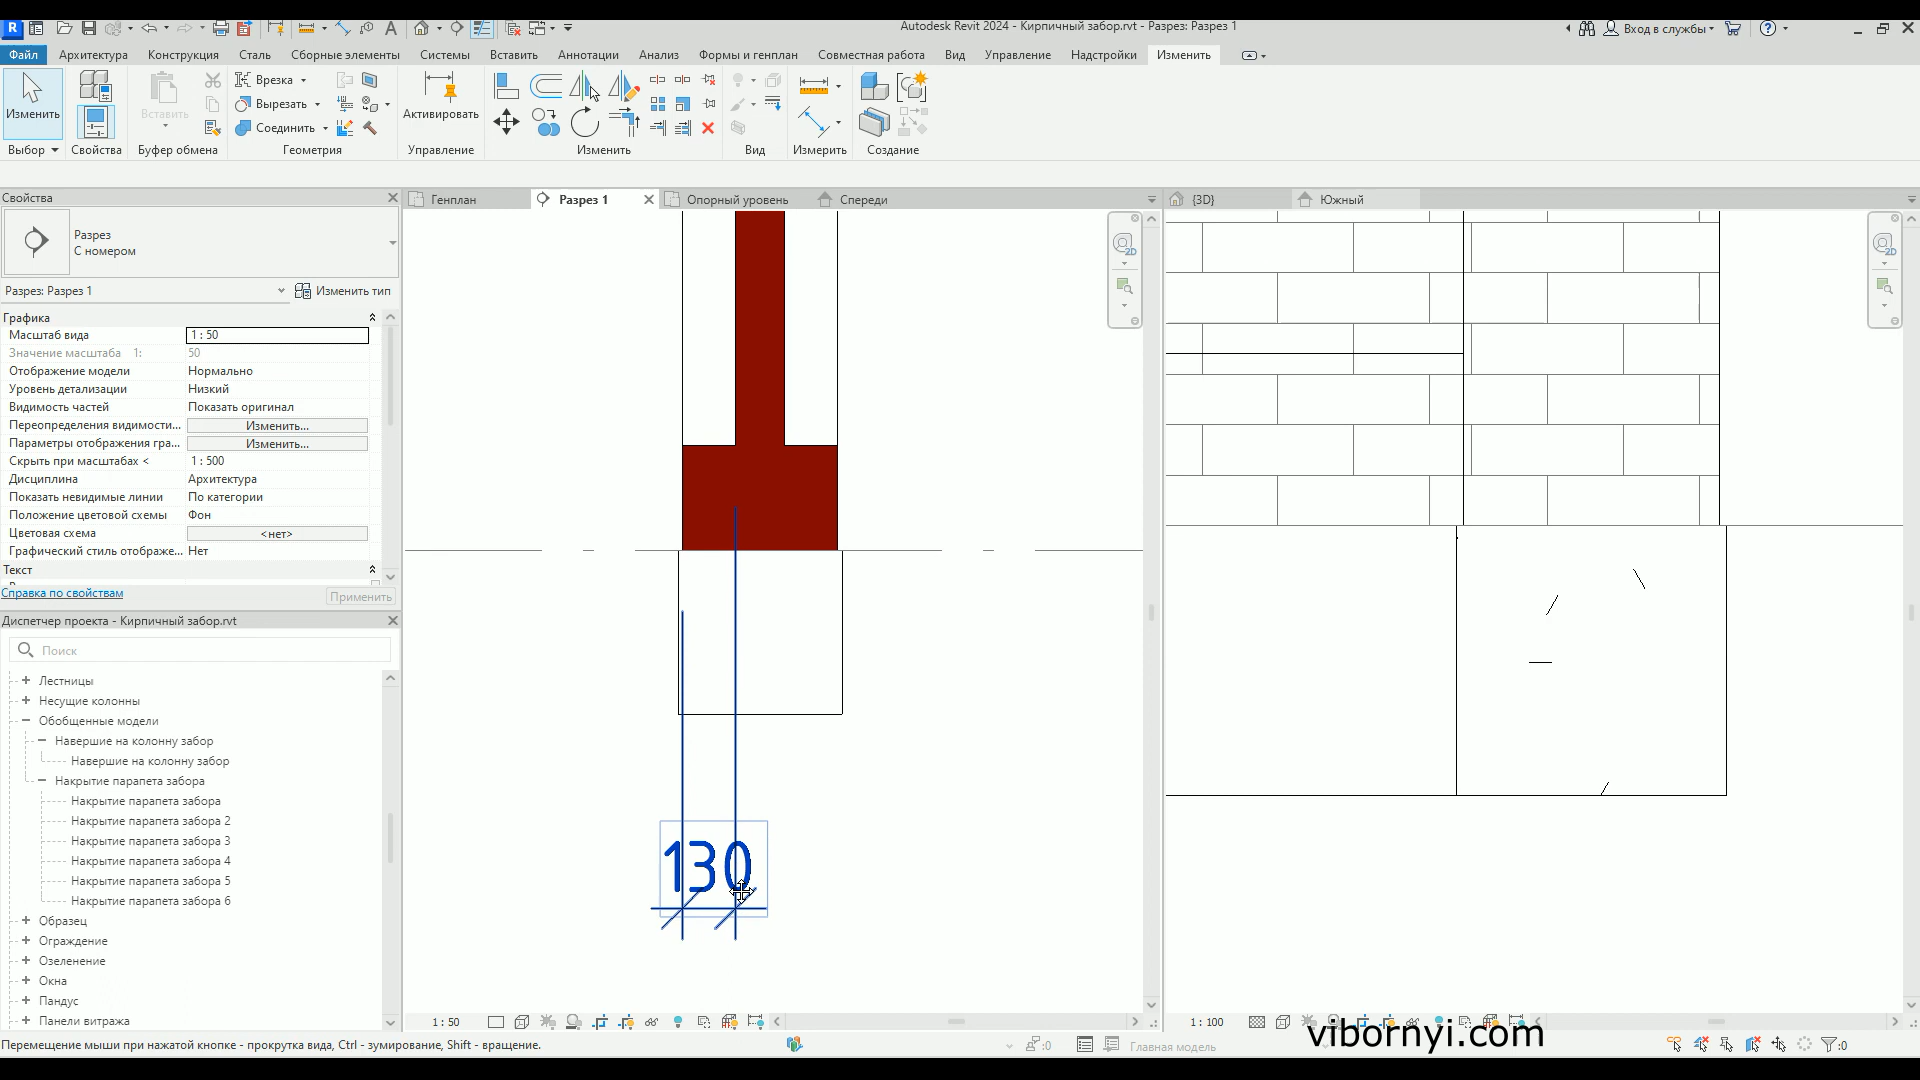 Autodesk Revit 2024 - Кирпичный забор.rvt - Разрез: Разрез 1
Вход в службы
Файл Архитектура Конструкция Сталь Сборные элементы Системы Вставить Аннотации Анализ Формы и генплан Совместная работа Вид Управление Надстройки Изменить
Изменить
Вставить
Врезка
Вырезать
Соединить
Активировать
Выбор Свойства Буфер обмена Геометрия Управление Изменить Вид Измерить Создание
Свойства
Генплан Разрез 1 Опорный уровень Спереди {3D} Южный
Разрез
С номером
Разрез: Разрез 1 Изменить тип
Графика
Масштаб вида 1 : 50
Значение масштаба 1: 50
Отображение модели Нормально
Уровень детализации Низкий
Видимость частей Показать оригинал
Переопределения видимости... Изменить...
Параметры отображения гра... Изменить...
Скрыть при масштабах < 1 : 500
Дисциплина Архитектура
Показать невидимые линии По категории
Положение цветовой схемы Фон
Цветовая схема <нет>
Графический стиль отображе... Нет
Текст
Справка по свойствам Применить
Диспетчер проекта - Кирпичный забор.rvt
Поиск
Лестницы
Несущие колонны
Обобщенные модели
Навершие на колонну забор
Навершие на колонну забор
Накрытие парапета забора
Накрытие парапета забора
Накрытие парапета забора 2
Накрытие парапета забора 3
Накрытие парапета забора 4
Накрытие парапета забора 5
Накрытие парапета забора 6
Образец
Ограждение
Озеленение
Окна
Пандус
Панели витража
2D
2D
130
1 : 50
1 : 100
vibornyi.com
Перемещение мыши при нажатой кнопке - прокрутка вида, Ctrl - зумирование, Shift - вращение.
:0
Главная модель
:0